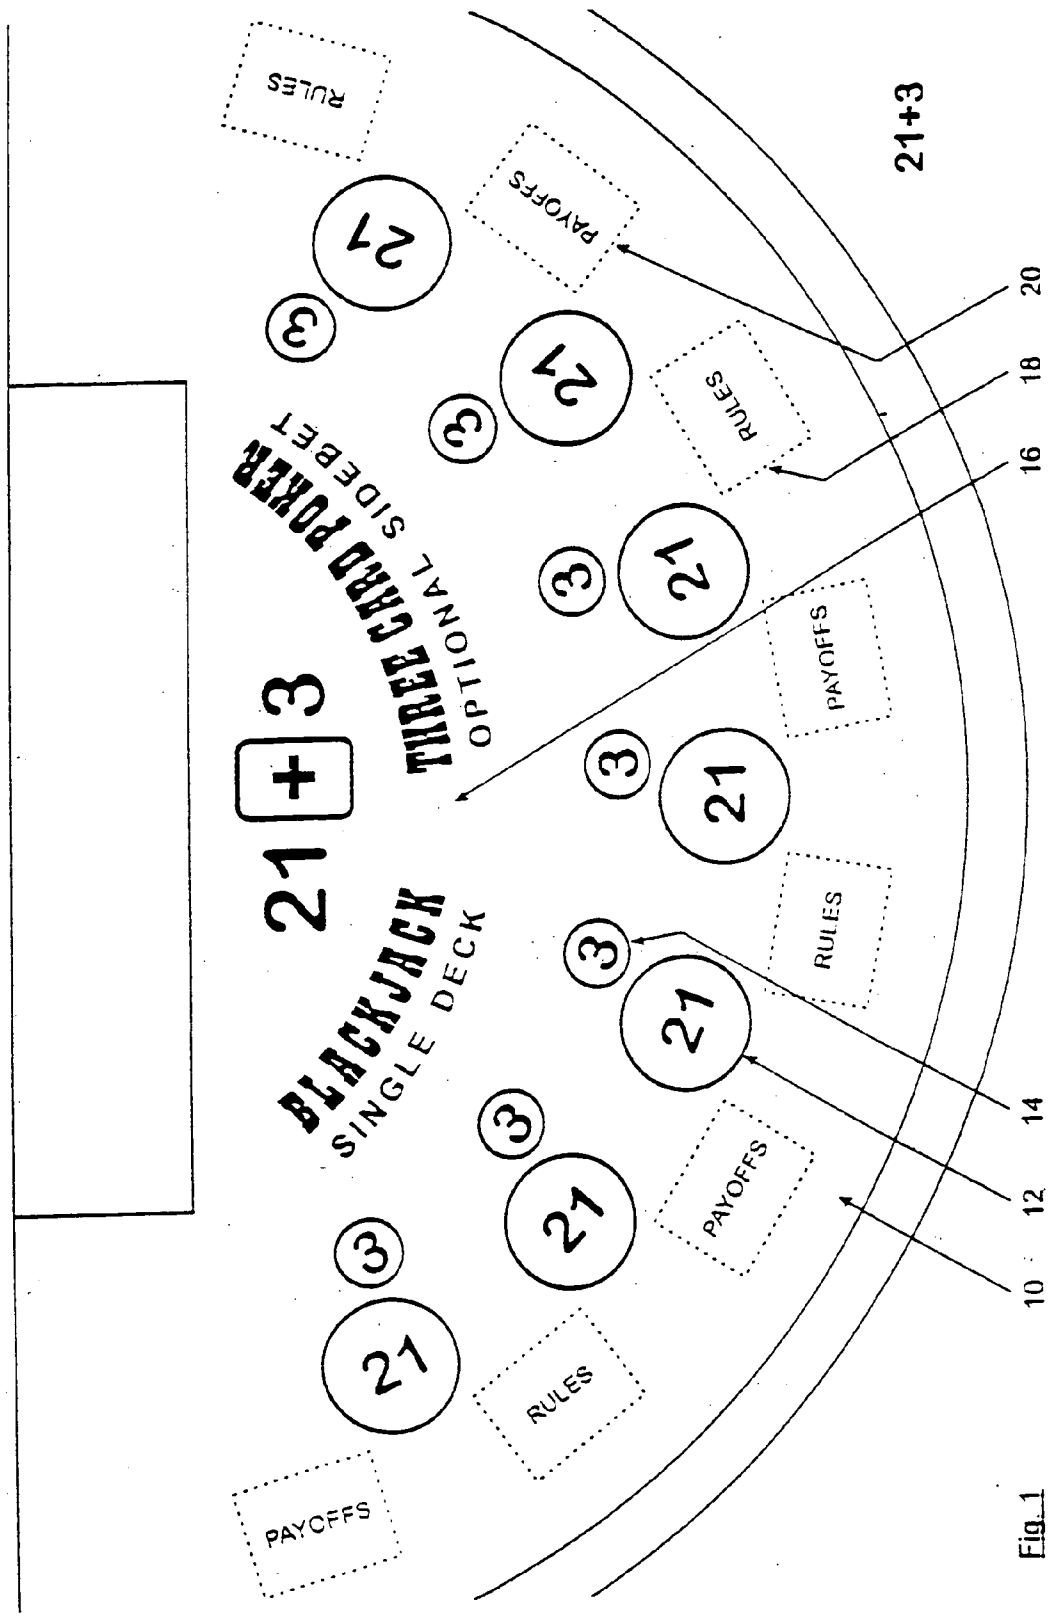 21 + 3
BLACKJACK
SINGLE DECK
THREE CARD POKER
OPTIONAL SIDEBET
3
21
3
21
3
21
3
21
3
21
3
21
3
21
PAYOFFS
RULES
PAYOFFS
RULES
PAYOFFS
RULES
PAYOFFS
RULES
21+3
10
12
14
16
18
20
Fig. 1